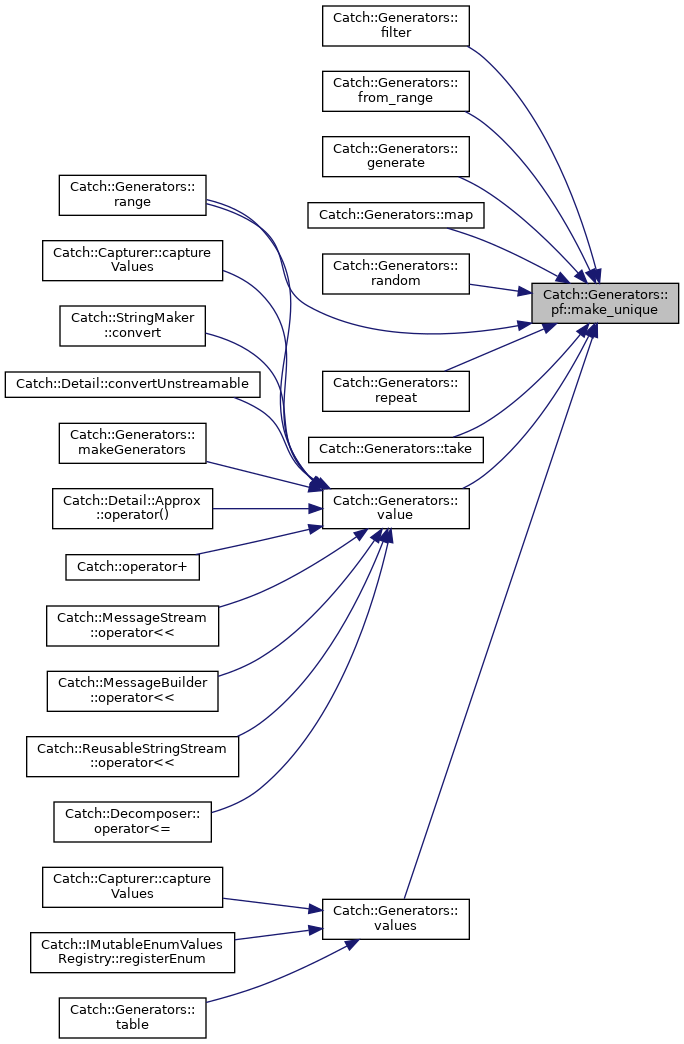 Catch::Generators::
filter
Catch::Generators::
from_range
Catch::Generators::
generate
Catch::Generators::
range
Catch::Generators::map
Catch::Capturer::capture
Values
Catch::Generators::
random
Catch::Generators::
pf::make_unique
Catch::StringMaker
::convert
Catch::Detail::convertUnstreamable
Catch::Generators::
repeat
Catch::Generators::
makeGenerators
Catch::Generators::take
Catch::Detail::Approx
::operator()
Catch::Generators::
value
Catch::operator+
Catch::MessageStream
::operator<<
Catch::MessageBuilder
::operator<<
Catch::ReusableStringStream
::operator<<
Catch::Decomposer::
operator<=
Catch::Capturer::capture
Values
Catch::Generators::
values
Catch::IMutableEnumValues
Registry::registerEnum
Catch::Generators::
table